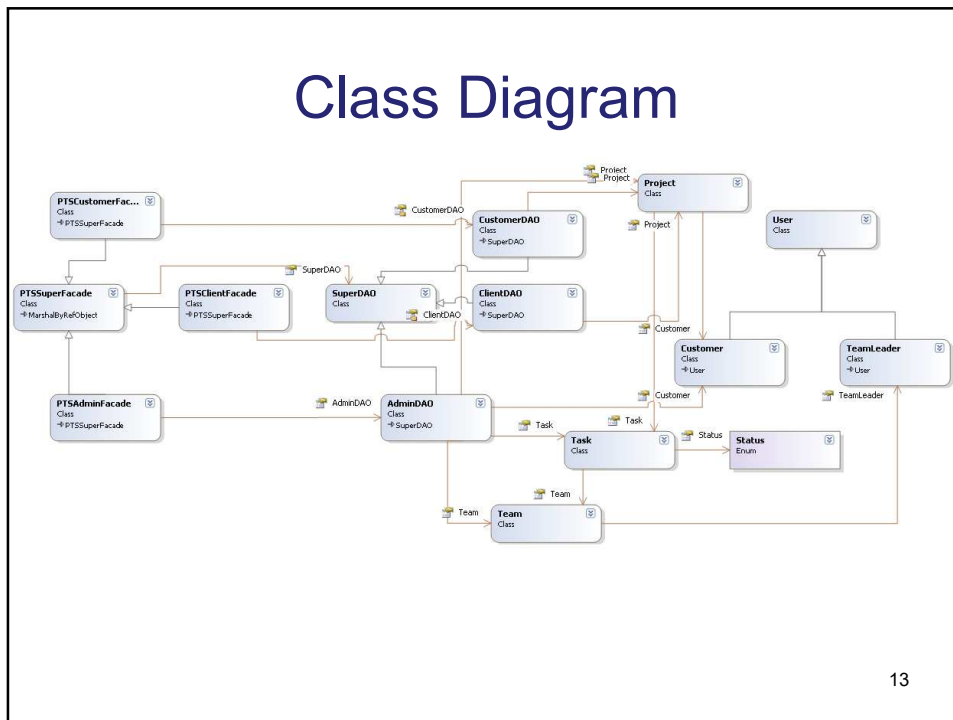 Class Diagram
PTSCustomerFac...
Class
PTSSuperFacade
CustomerDAO
CustomerDAO
Class
SuperDAO
Project
Project
Project
Class
Project
User
Class
PTSSuperFacade
Class
MarshalByRefObject
PTSClientFacade
Class
PTSSuperFacade
SuperDAO
SuperDAO
Class
ClientDAO
ClientDAO
Class
SuperDAO
Customer
Customer
Class
User
TeamLeader
Class
User
Customer
TeamLeader
PTSAdminFacade
Class
PTSSuperFacade
AdminDAO
AdminDAO
Class
SuperDAO
Task
Task
Task
Class
Status
Status
Enum
Team
Team
Team
Class
13